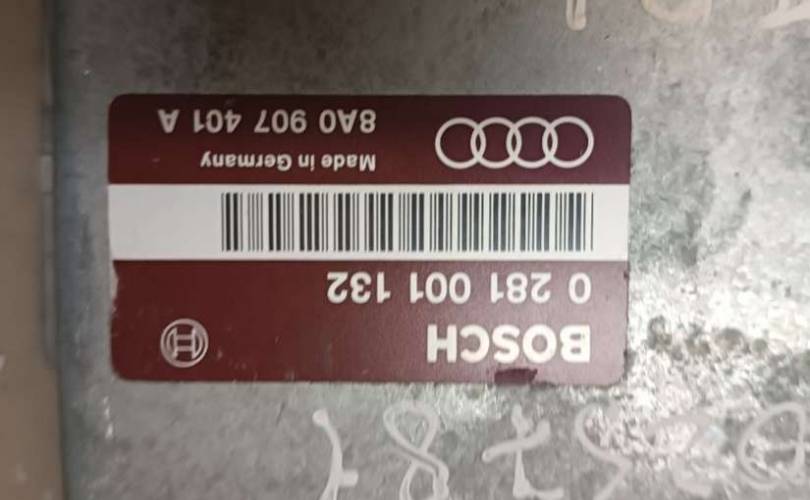 BOSCH
0 281 001 132
Made in Germany
8A0 907 401 A